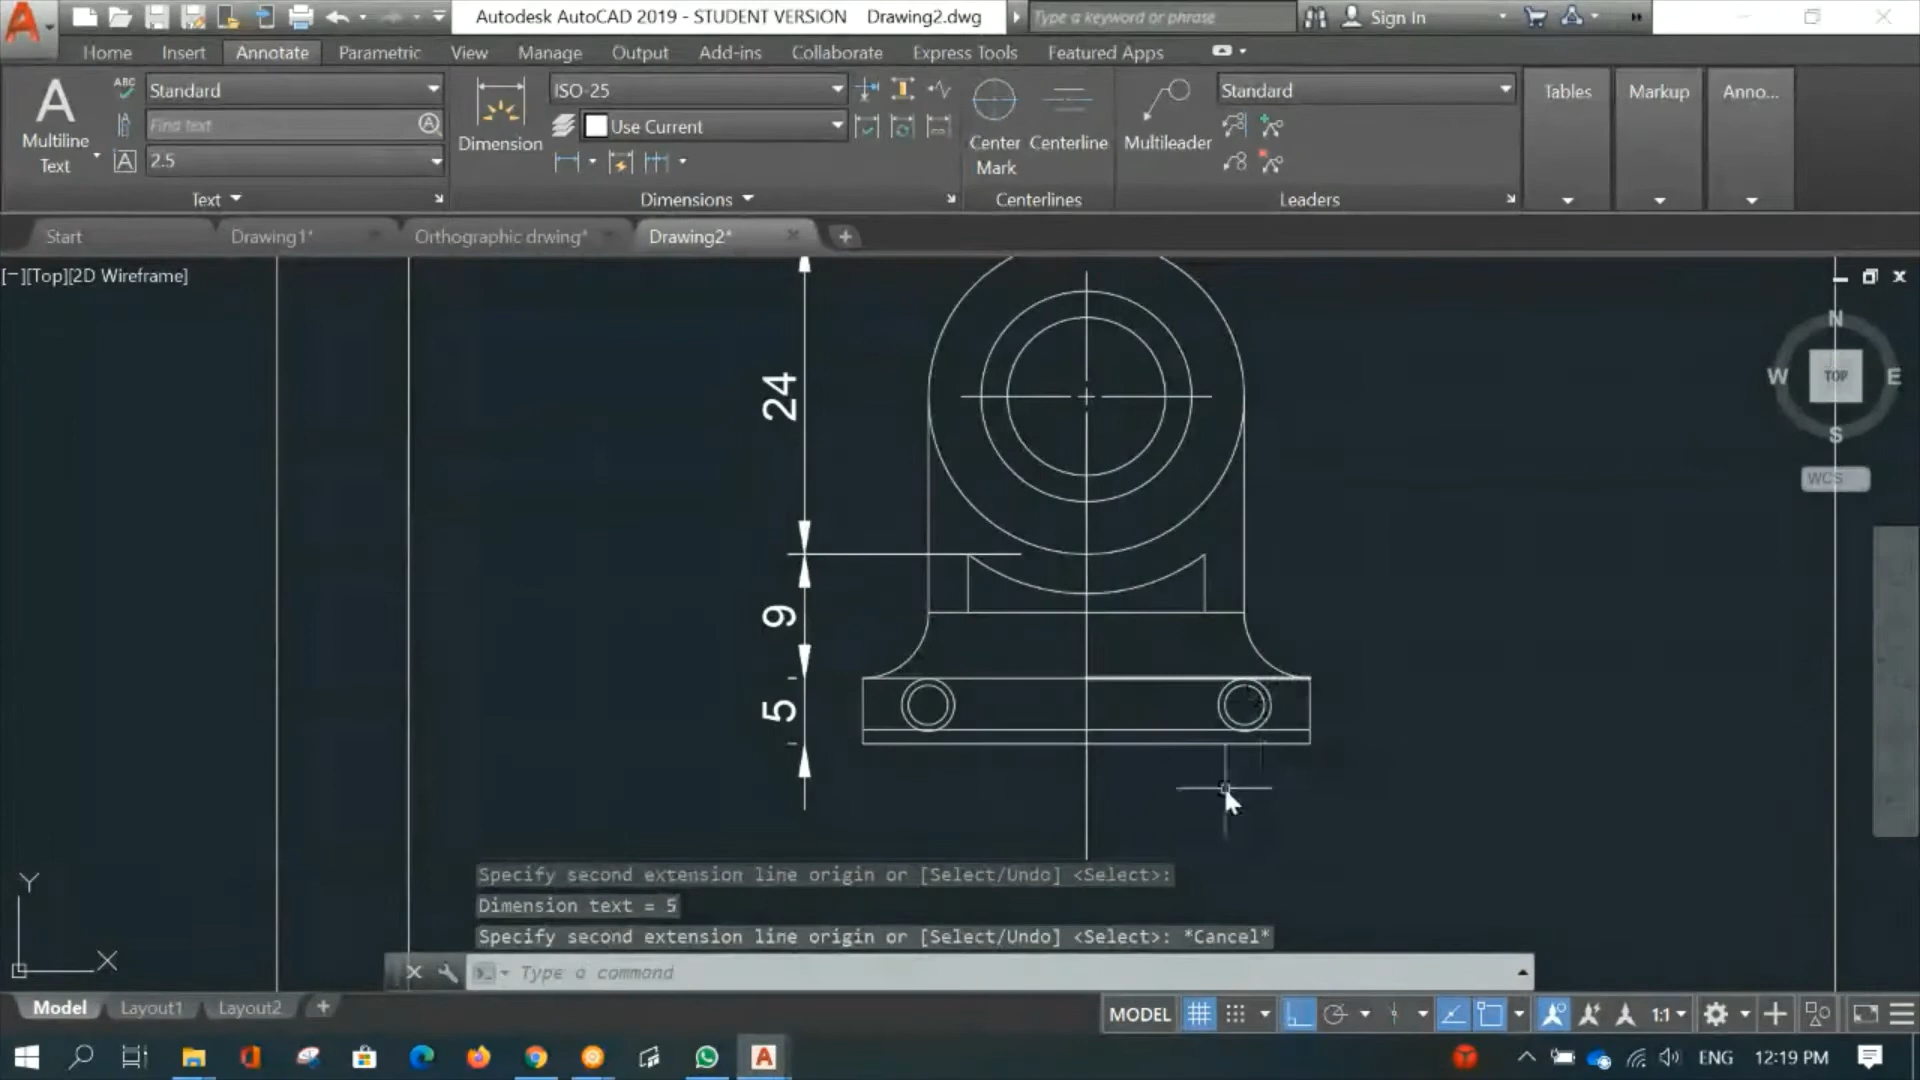 Autodesk AutoCAD 2019 - STUDENT VERSION    Drawing2.dwg
Type a keyword or phrase
Sign In
Home Insert Annotate Parametric View Manage Output Add-ins Collaborate Express Tools Featured Apps
A
Multiline
Text
ABC
Standard
Find text
A
2.5
Text
Dimension
ISO-25
Use Current
Dimensions
Center
Mark
Centerline
Centerlines
Multileader
Standard
Leaders
Tables
Markup
Anno...
Start
Drawing1*
Orthographic drwing*
Drawing2*
[−][Top][2D Wireframe]
N
W
TOP
E
S
WCS
24
9
5
Y
X
Specify second extension line origin or [Select/Undo] <Select>:
Dimension text = 5
Specify second extension line origin or [Select/Undo] <Select>: *Cancel*
Type a command
Model
Layout1
Layout2
MODEL
1:1
ENG
12:19 PM